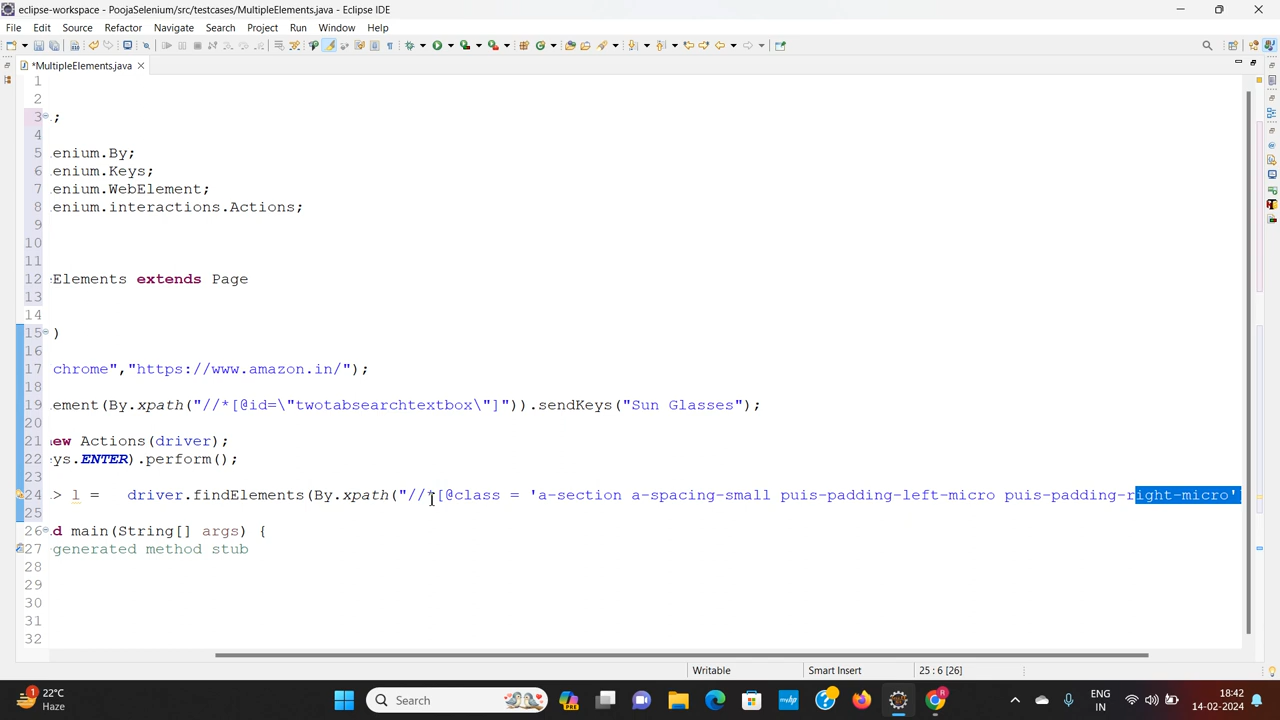 eclipse-workspace - PoojaSelenium/src/testcases/MultipleElements.java - Eclipse IDE
File Edit Source Refactor Navigate Search Project Run Window Help
*MultipleElements.java
1
2
3 ;
4
5 enium.By;
6 enium.Keys;
7 enium.WebElement;
8 enium.interactions.Actions;
9
10
11
12 Elements extends Page
13
14
15 )
16
17 chrome","https://www.amazon.in/");
18
19 ement(By.xpath("//*[@id=\"twotabsearchtextbox\"]")).sendKeys("Sun Glasses");
20
21 ew Actions(driver);
22 ys.ENTER).perform();
23
24 > l = driver.findElements(By.xpath("//*[@class = 'a-section a-spacing-small puis-padding-left-micro puis-padding-right-micro'
25
26 d main(String[] args) {
27 generated method stub
28
29
30
31
32
Writable Smart Insert 25 : 6 [26]
22°C
Haze
1
Search
PRE
ENG
IN
18:42
14-02-2024